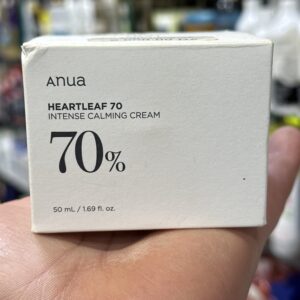 Anua
HEARTLEAF 70
INTENSE CALMING CREAM
70%
50 mL / 1.69 fl. oz.